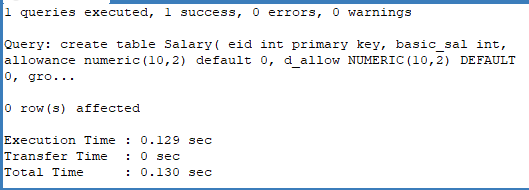 1 queries executed, 1 success, 0 errors, 0 warnings
Query: create table Salary( eid int primary key, basic_sal int,
allowance numeric(10,2) default 0, d_allow NUMERIC(10,2) DEFAULT
0, gro...
0 row(s) affected
Execution Time : 0.129 sec
Transfer Time : 0 sec
Total Time : 0.130 sec